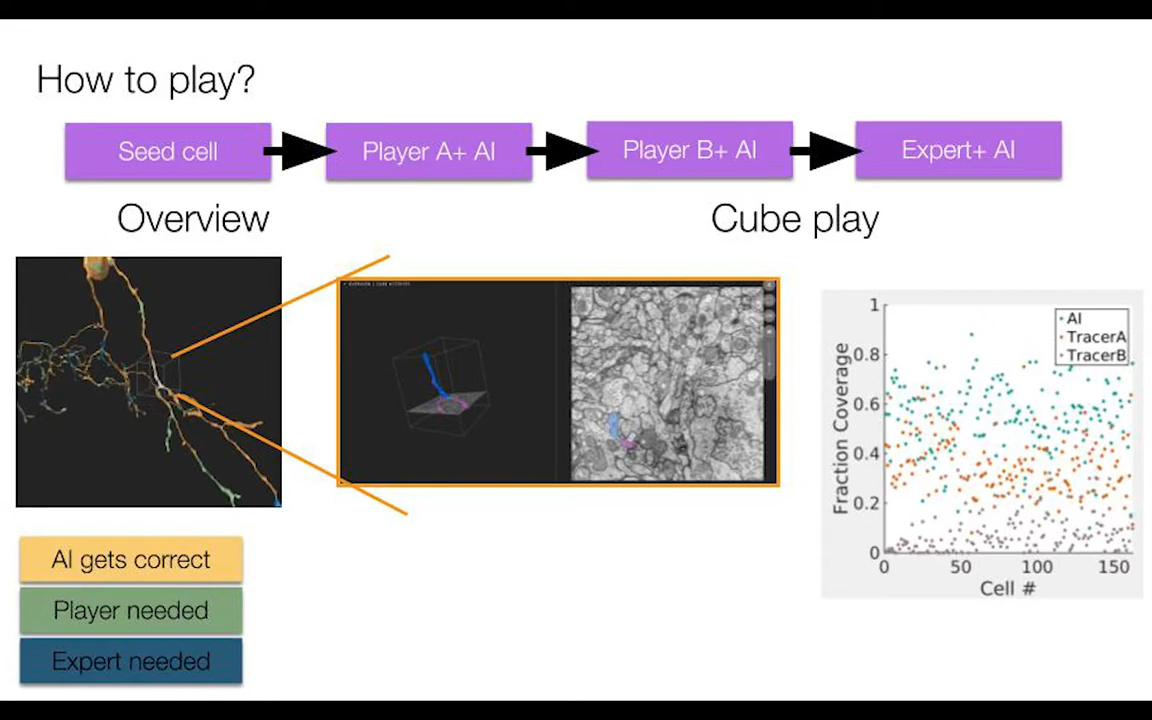 How to play?
Seed cell
Player A+ AI
Player B+ AI
Expert+ AI
Overview
Cube play
AI gets correct
Player needed
Expert needed
1
0.8
0.6
0.4
0.2
0
Fraction Coverage
AI
TracerA
TracerB
0
50
100
150
Cell #